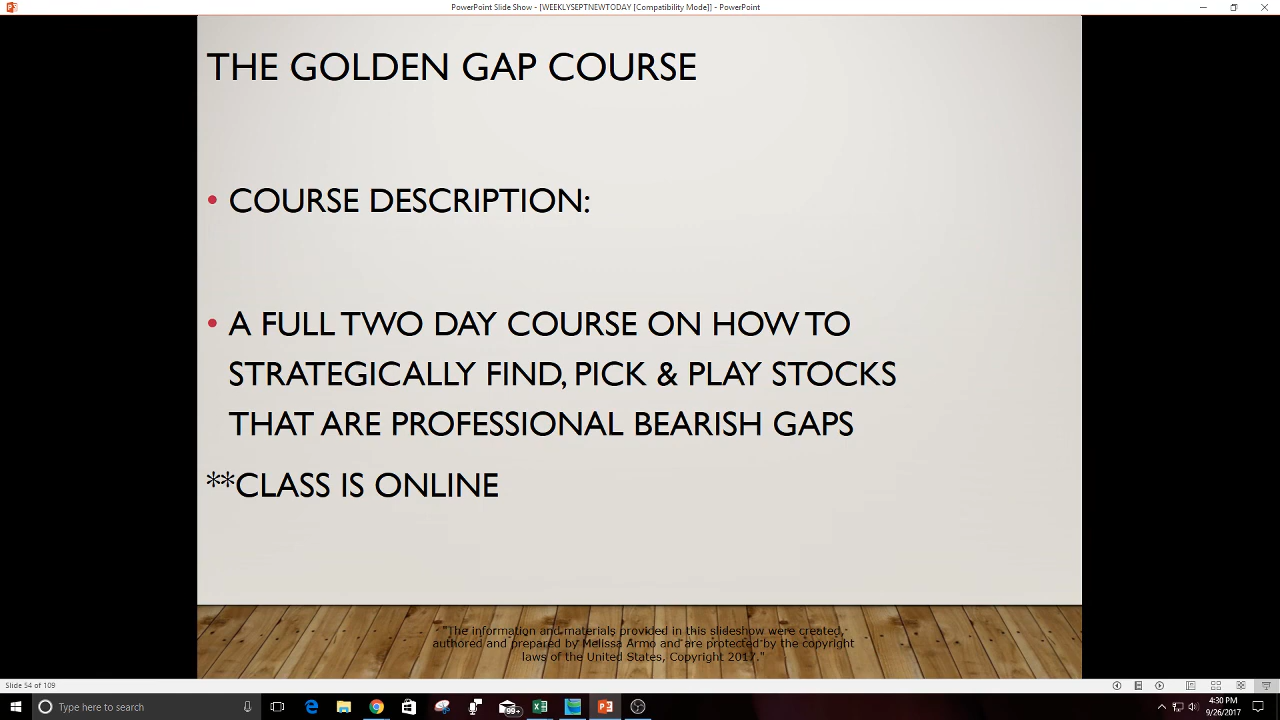 PowerPoint Slide Show - [WEEKLYSEPTNEWTODAY [Compatibility Mode]] - PowerPoint
THE GOLDEN GAP COURSE
• COURSE DESCRIPTION:
• A FULL TWO DAY COURSE ON HOW TO
STRATEGICALLY FIND, PICK & PLAY STOCKS
THAT ARE PROFESSIONAL BEARISH GAPS
**CLASS IS ONLINE
"The information and materials provided in this slideshow were created,
authored and prepared by Melissa Armo and are protected by the copyright
laws of the United States, Copyright 2017."
Slide 54 of 109
Type here to search
99+
4:30 PM
9/26/2017